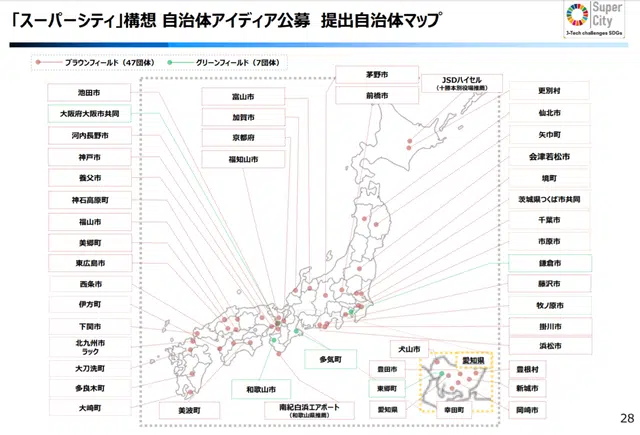 「スーパーシティ」構想 自治体アイディア公募 提出自治体マップ
Super
City
J-Tech challenges SDGs
ブラウンフィールド（47団体）
グリーンフィールド（7団体）
池田市
大阪府大阪市共同
河内長野市
神戸市
養父市
神石高原町
福山市
美郷町
東広島市
西条市
伊方町
下関市
北九州市
ラック
大刀洗町
多良木町
大崎町
富山市
加賀市
京都府
福知山市
茅野市
前橋市
JSDハイセル
（十勝本別役場推薦）
更別村
仙北市
矢巾町
会津若松市
境町
茨城県つくば市共同
千葉市
市原市
鎌倉市
藤沢市
牧ノ原市
掛川市
浜松市
多気町
和歌山市
美波町
南紀白浜エアポート
（和歌山県推薦）
犬山市
愛知県
豊田市
東郷町
愛知県
幸田町
豊根村
新城市
岡崎市
28